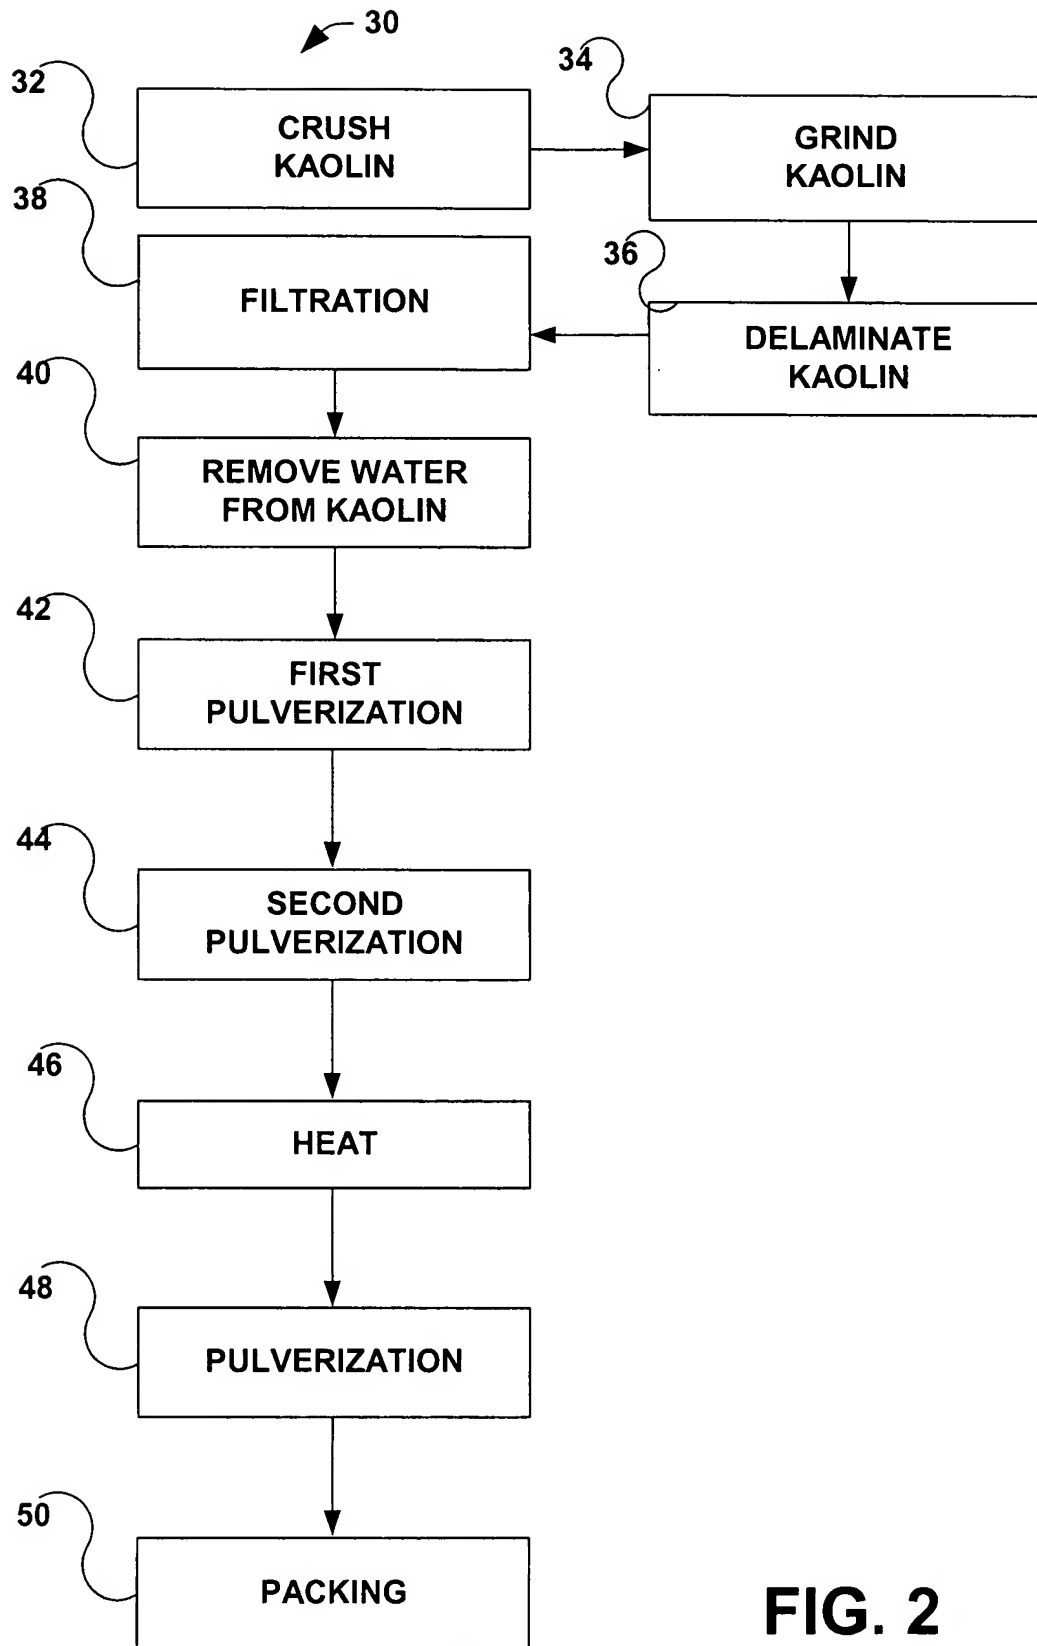 30
32
CRUSH
KAOLIN
34
GRIND
KAOLIN
36
DELAMINATE
KAOLIN
38
FILTRATION
40
REMOVE WATER
FROM KAOLIN
42
FIRST
PULVERIZATION
44
SECOND
PULVERIZATION
46
HEAT
48
PULVERIZATION
50
PACKING
FIG. 2